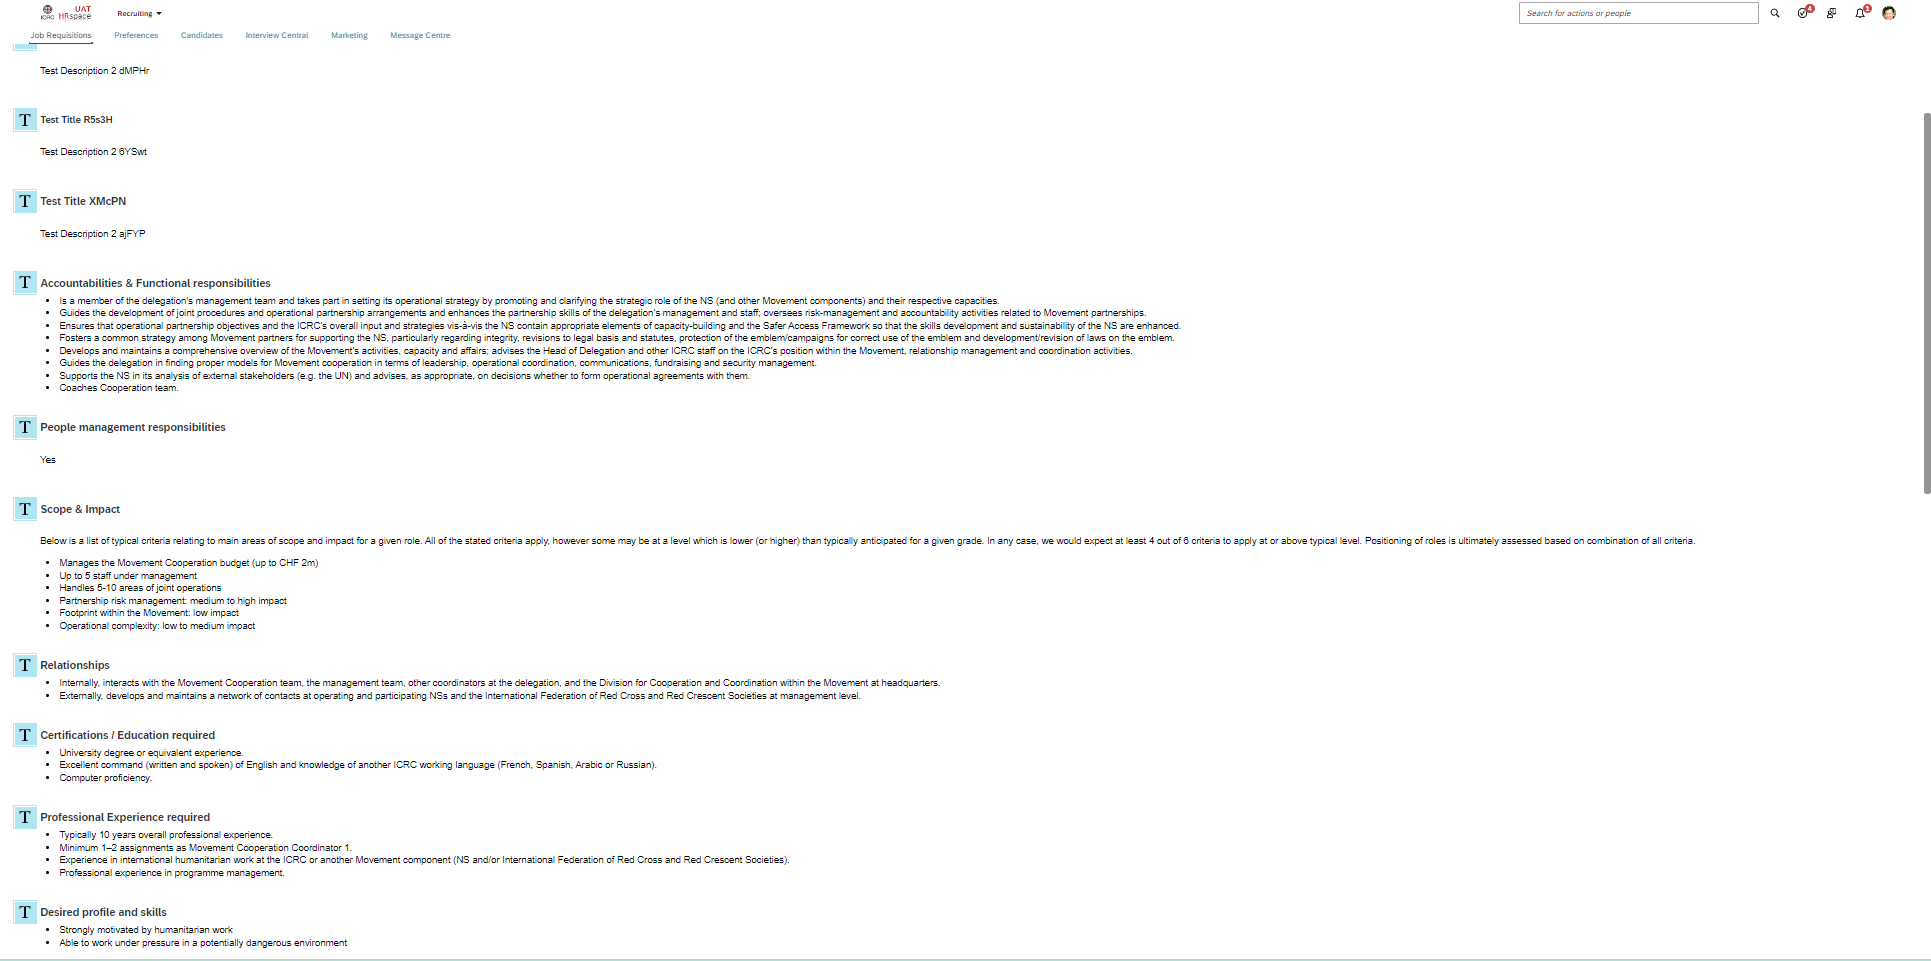 UAT
ICRC HRspace
Recruiting
Search for actions or people
4
1
Job Requisitions
Preferences
Candidates
Interview Central
Marketing
Message Centre
Test Description 2 dMPHr
T Test Title R5s3H
Test Description 2 6YSwt
T Test Title XMcPN
Test Description 2 ajFYP
T Accountabilities & Functional responsibilities
• Is a member of the delegation's management team and takes part in setting its operational strategy by promoting and clarifying the strategic role of the NS (and other Movement components) and their respective capacities.
• Guides the development of joint procedures and operational partnership arrangements and enhances the partnership skills of the delegation's management and staff; oversees risk-management and accountability activities related to Movement partnerships.
• Ensures that operational partnership objectives and the ICRC's overall input and strategies vis-à-vis the NS contain appropriate elements of capacity-building and the Safer Access Framework so that the skills development and sustainability of the NS are enhanced.
• Fosters a common strategy among Movement partners for supporting the NS, particularly regarding integrity, revisions to legal basis and statutes, protection of the emblem/campaigns for correct use of the emblem and development/revision of laws on the emblem.
• Develops and maintains a comprehensive overview of the Movement's activities, capacity and affairs; advises the Head of Delegation and other ICRC staff on the ICRC's position within the Movement, relationship management and coordination activities.
• Guides the delegation in finding proper models for Movement cooperation in terms of leadership, operational coordination, communications, fundraising and security management.
• Supports the NS in its analysis of external stakeholders (e.g. the UN) and advises, as appropriate, on decisions whether to form operational agreements with them.
• Coaches Cooperation team.
T People management responsibilities
Yes
T Scope & Impact
Below is a list of typical criteria relating to main areas of scope and impact for a given role. All of the stated criteria apply, however some may be at a level which is lower (or higher) than typically anticipated for a given grade. In any case, we would expect at least 4 out of 6 criteria to apply at or above typical level. Positioning of roles is ultimately assessed based on combination of all criteria.
• Manages the Movement Cooperation budget (up to CHF 2m)
• Up to 5 staff under management
• Handles 5-10 areas of joint operations
• Partnership risk management: medium to high impact
• Footprint within the Movement: low impact
• Operational complexity: low to medium impact
T Relationships
• Internally, interacts with the Movement Cooperation team, the management team, other coordinators at the delegation, and the Division for Cooperation and Coordination within the Movement at headquarters.
• Externally, develops and maintains a network of contacts at operating and participating NSs and the International Federation of Red Cross and Red Crescent Societies at management level.
T Certifications / Education required
• University degree or equivalent experience.
• Excellent command (written and spoken) of English and knowledge of another ICRC working language (French, Spanish, Arabic or Russian).
• Computer proficiency.
T Professional Experience required
• Typically 10 years overall professional experience.
• Minimum 1–2 assignments as Movement Cooperation Coordinator 1.
• Experience in international humanitarian work at the ICRC or another Movement component (NS and/or International Federation of Red Cross and Red Crescent Societies).
• Professional experience in programme management.
T Desired profile and skills
• Strongly motivated by humanitarian work
• Able to work under pressure in a potentially dangerous environment